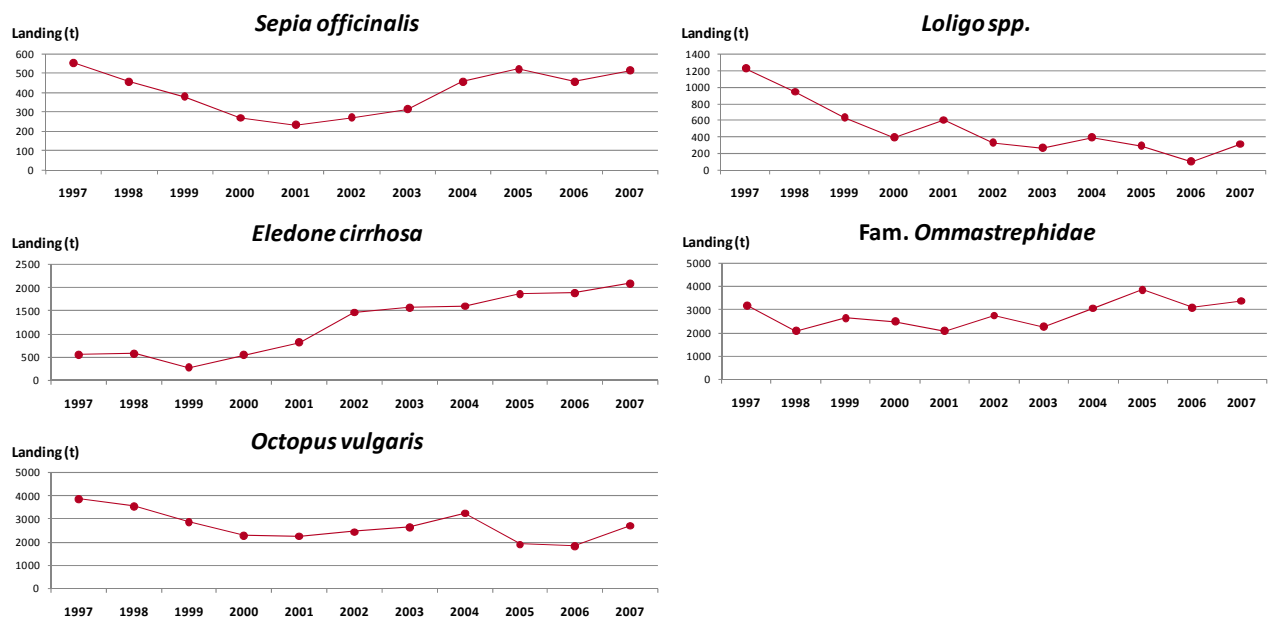 Sepia officinalis
Landing (t)
600
500
400
300
200
100
0
1997 1998 1999 2000 2001 2002 2003 2004 2005 2006 2007
Loligo spp.
Landing (t)
1400
1200
1000
800
600
400
200
0
1997 1998 1999 2000 2001 2002 2003 2004 2005 2006 2007
Eledone cirrhosa
Landing (t)
2500
2000
1500
1000
500
0
1997 1998 1999 2000 2001 2002 2003 2004 2005 2006 2007
Fam. Ommastrephidae
Landing (t)
5000
4000
3000
2000
1000
0
1997 1998 1999 2000 2001 2002 2003 2004 2005 2006 2007
Octopus vulgaris
Landing (t)
5000
4000
3000
2000
1000
0
1997 1998 1999 2000 2001 2002 2003 2004 2005 2006 2007